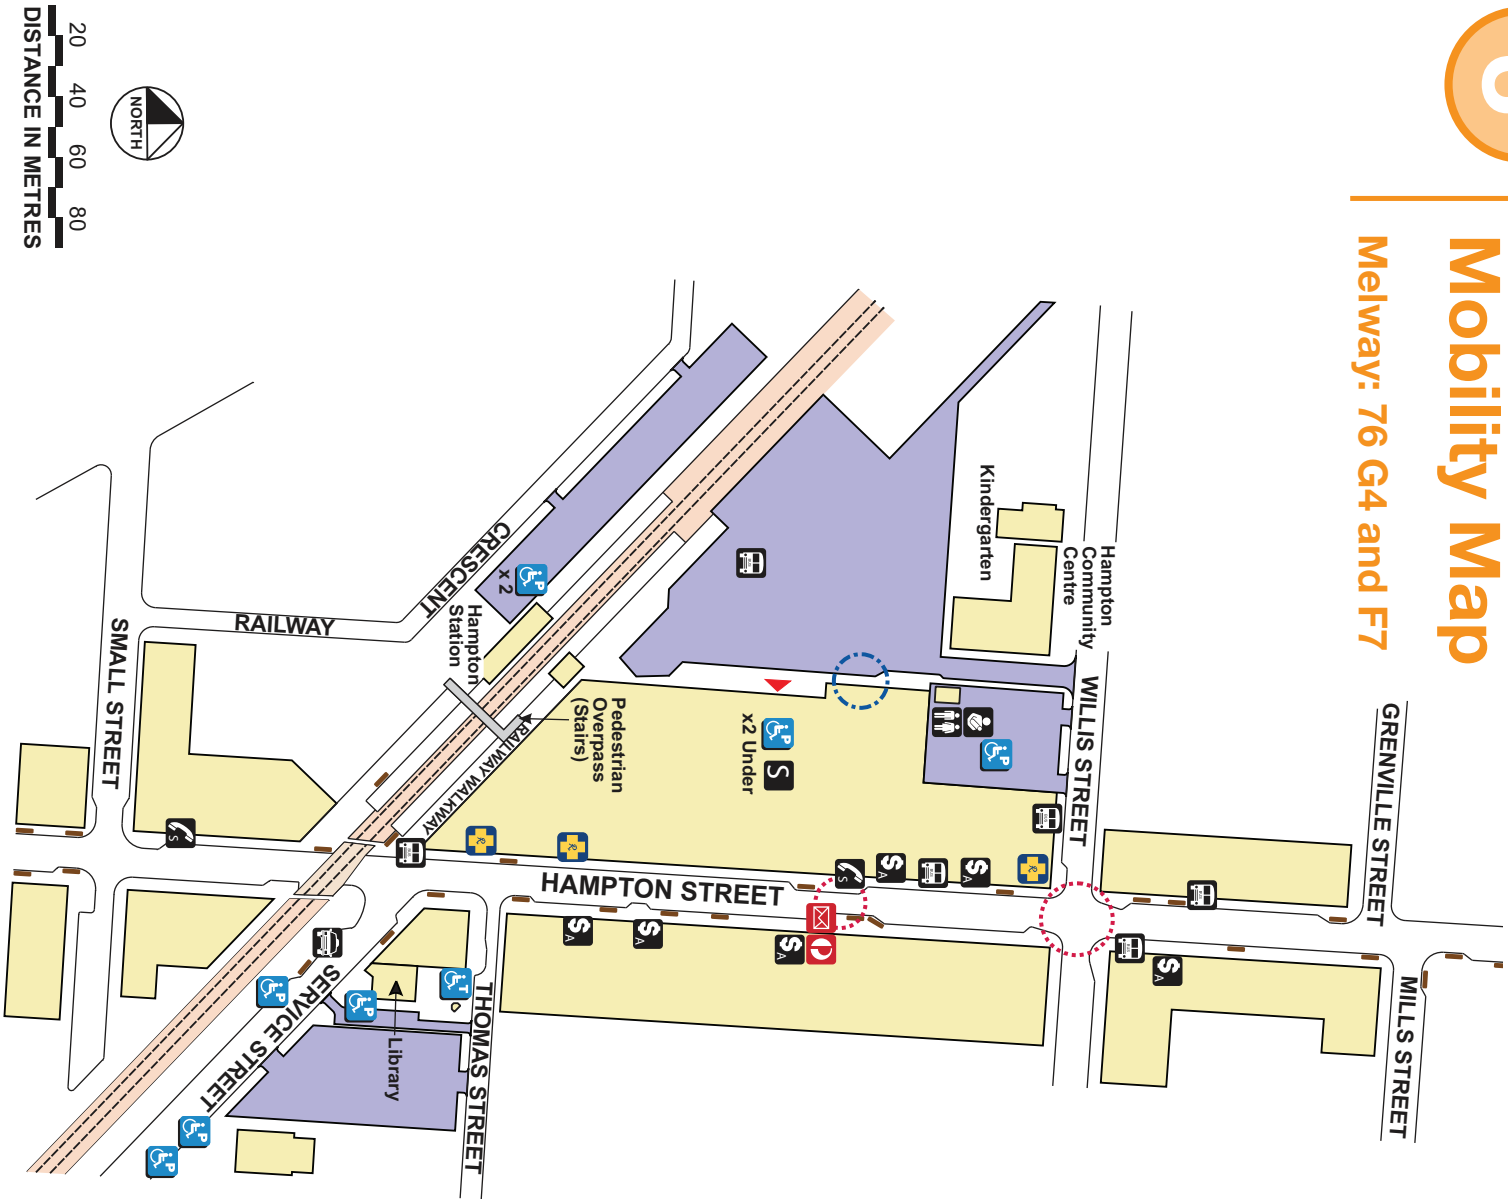 Mobility Map
Melway: 76 G4 and F7
20 40 60 80
DISTANCE IN METRES
NORTH
GRENVILLE STREET
MILLS STREET
WILLIS STREET
Hampton
Community
Centre
Kindergarten
x2 Under
S
HAMPTON STREET
Pedestrian
Overpass
(Stairs)
RAILWAY WALKWAY
Hampton
Station
x 2
CRESCENT
RAILWAY
SMALL STREET
THOMAS STREET
Library
SERVICE STREET
P
P
P
P
P
P
P
T
S
S
$A
$A
$A
$A
$A
$A
R
R
R